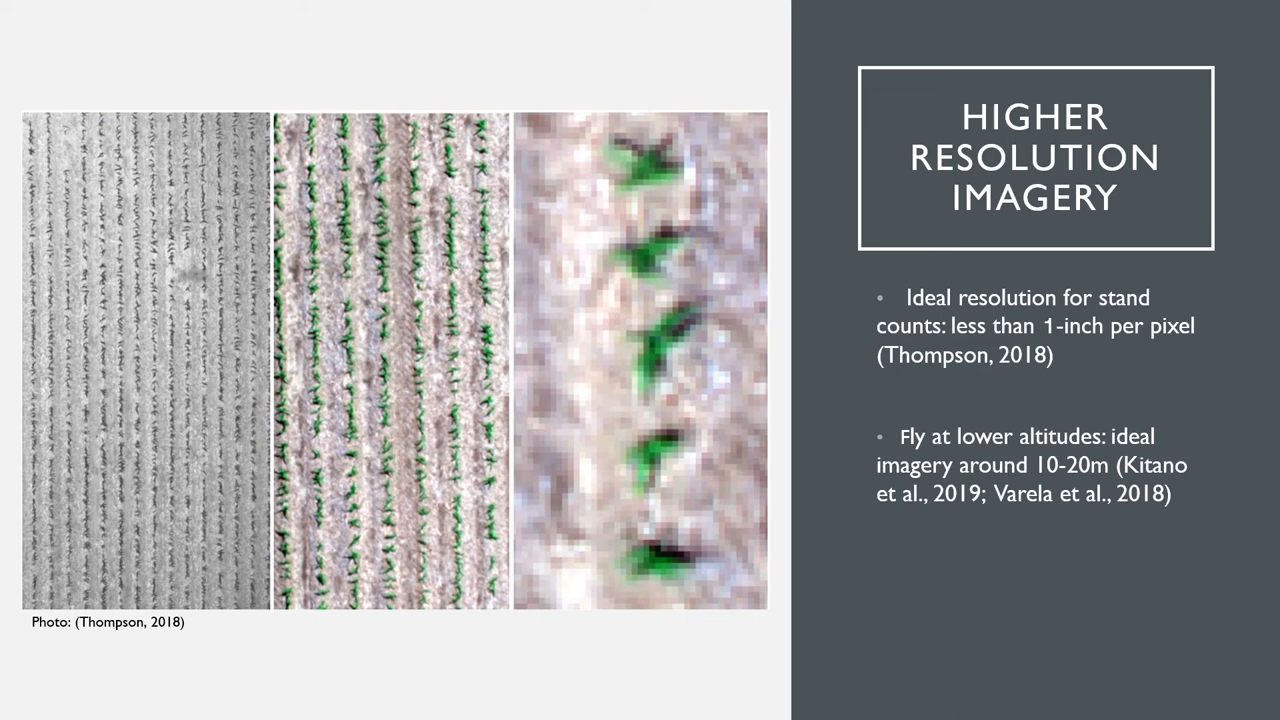 HIGHER
RESOLUTION
IMAGERY
• Ideal resolution for stand
counts: less than 1-inch per pixel
(Thompson, 2018)
• Fly at lower altitudes: ideal
imagery around 10-20m (Kitano
et al., 2019; Varela et al., 2018)
Photo: (Thompson, 2018)